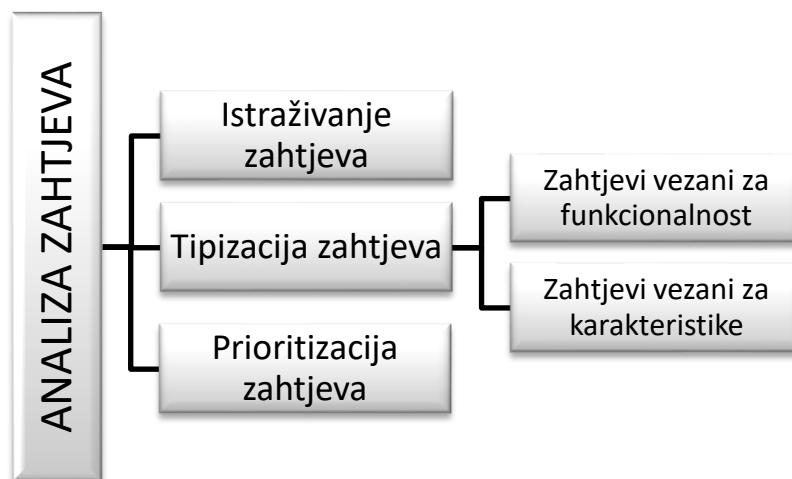 ANALIZA ZAHTJEVA
Istraživanje
zahtjeva
Tipizacija zahtjeva
Zahtjevi vezani za
funkcionalnost
Zahtjevi vezani za
karakteristike
Prioritizacija
zahtjeva